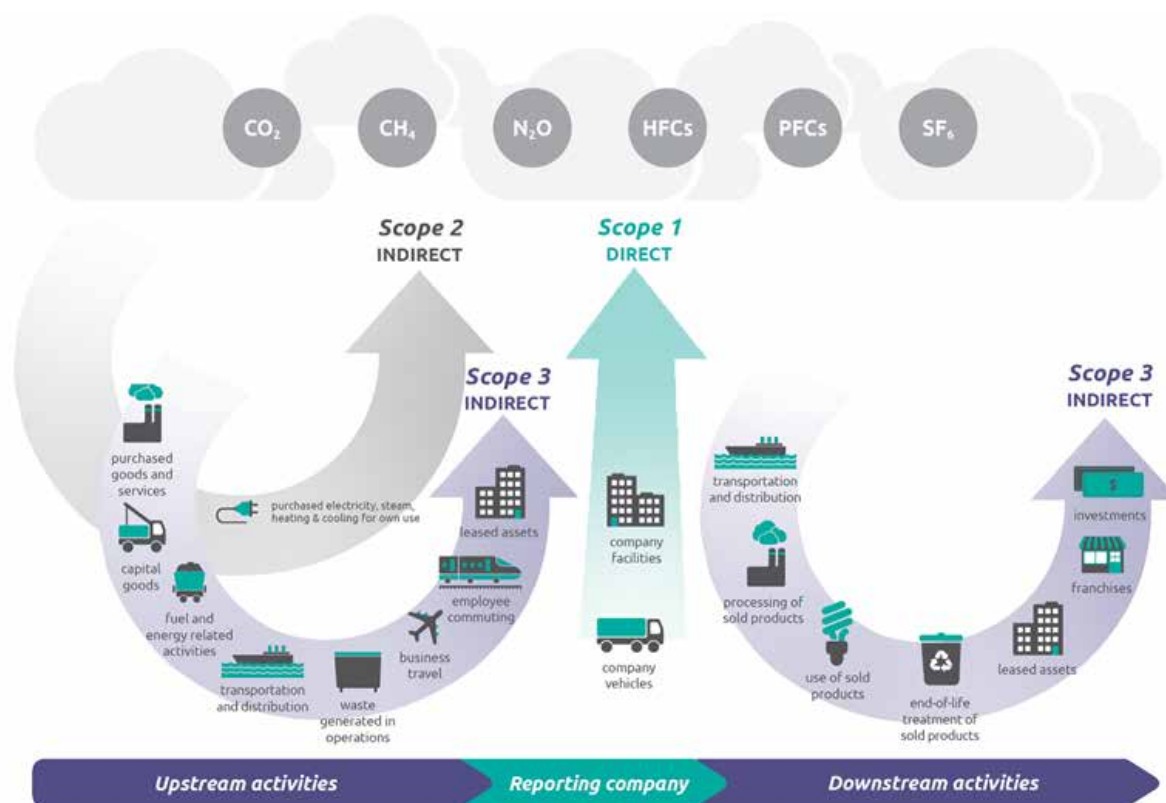 CO₂
CH₄
N₂O
HFCs
PFCs
SF₆
Scope 2
INDIRECT
Scope 1
DIRECT
Scope 3
INDIRECT
Scope 3
INDIRECT
purchased
goods and
services
capital
goods
fuel and
energy related
activities
transportation
and distribution
waste
generated in
operations
business
travel
employee
commuting
leased assets
purchased electricity, steam,
heating & cooling for own use
company
facilities
company
vehicles
transportation
and distribution
processing of
sold products
use of sold
products
end-of-life
treatment of
sold products
leased assets
franchises
$
investments
Upstream activities
Reporting company
Downstream activities